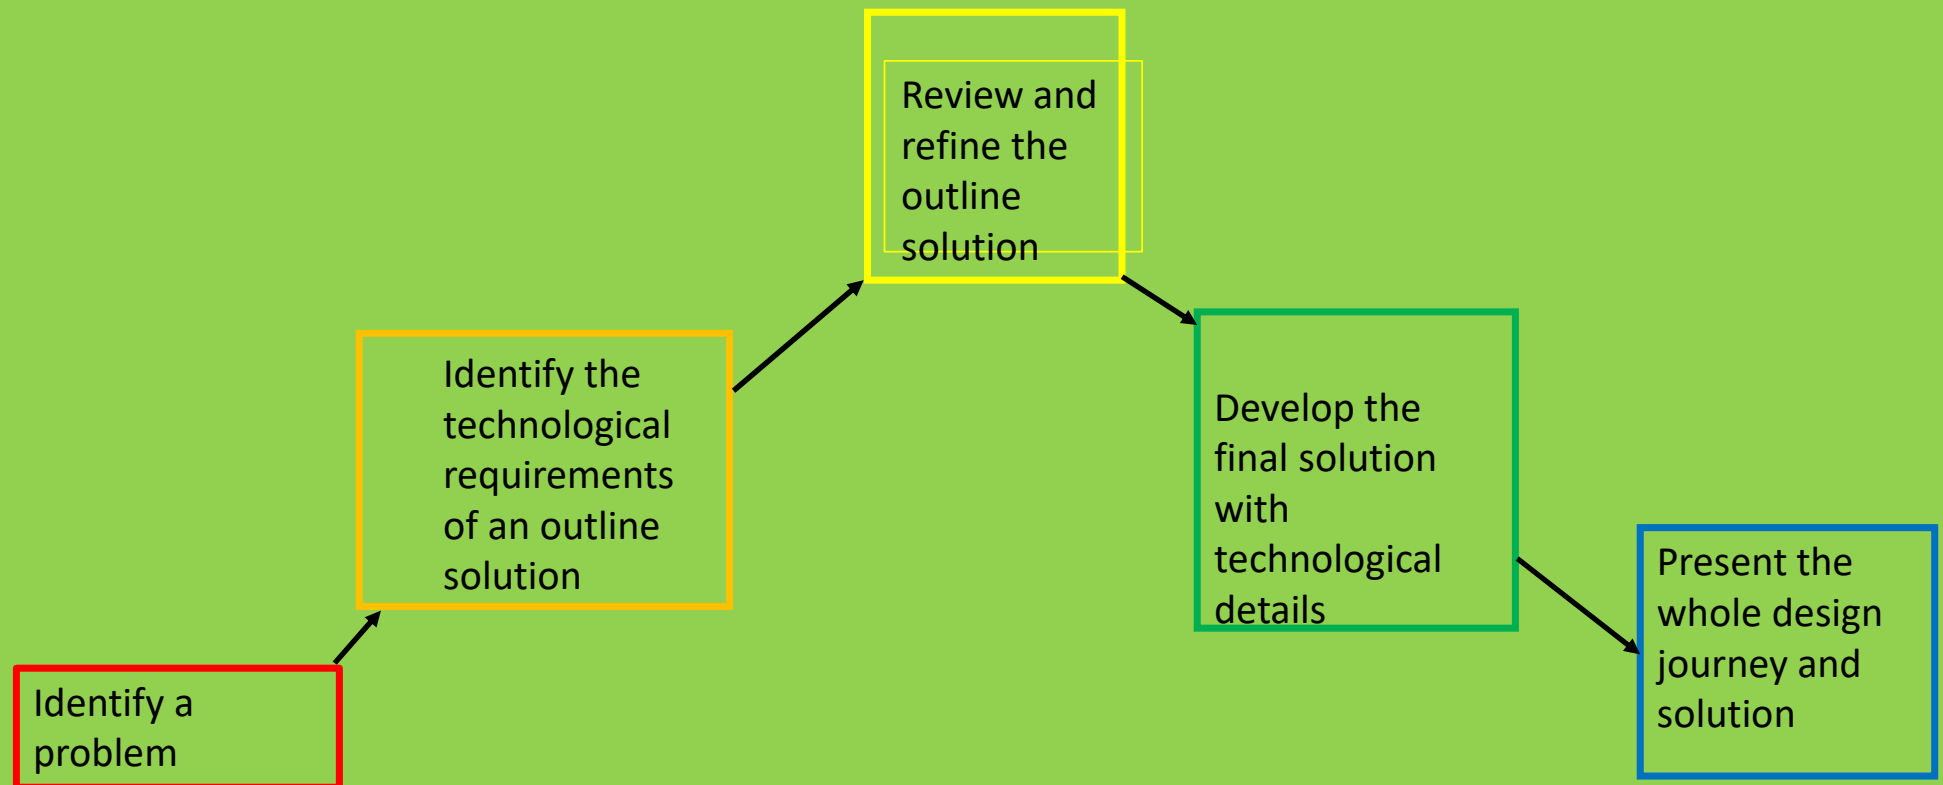 Identify a
problem
Identify the
technological
requirements
of an outline
solution
Review and
refine the
outline
solution
Develop the
final solution
with
technological
details
Present the
whole design
journey and
solution